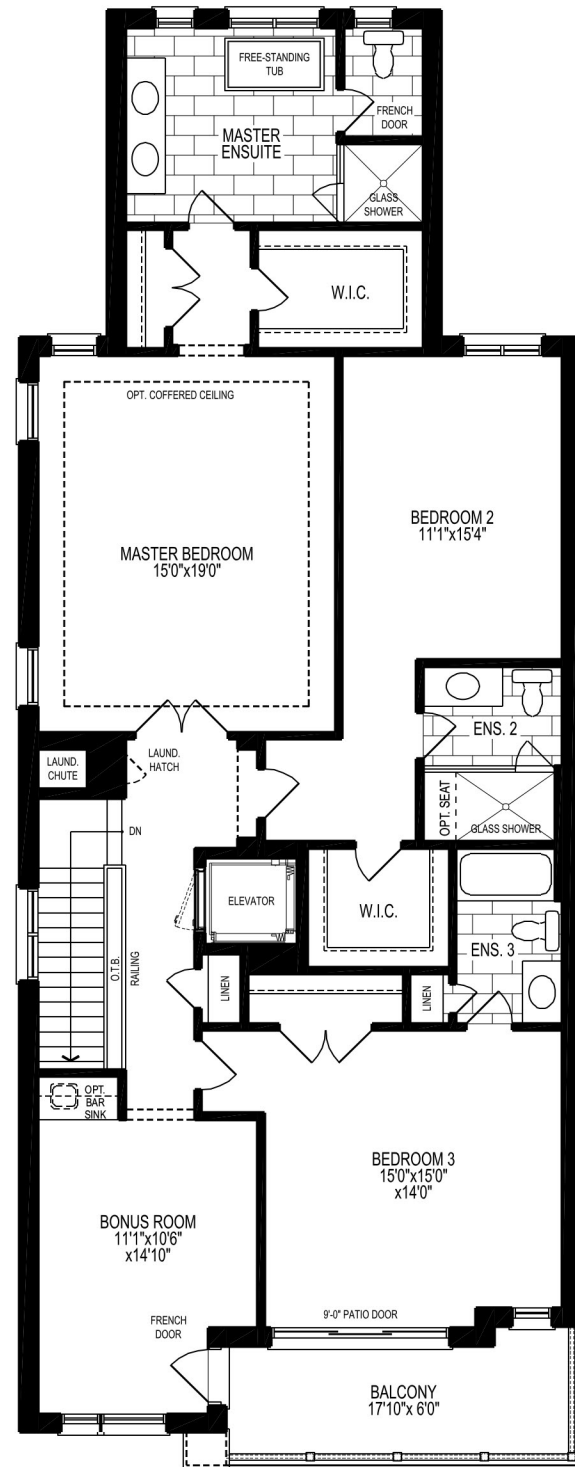 FREE-STANDING
TUB
FRENCH
DOOR
MASTER
ENSUITE
GLASS
SHOWER
W.I.C.
OPT. COFFERED CEILING
MASTER BEDROOM
15'0"x19'0"
BEDROOM 2
11'1"x15'4"
ENS. 2
OPT. SEAT
GLASS SHOWER
LAUND.
CHUTE
LAUND.
HATCH
DN
O.T.B.
RAILING
ELEVATOR
W.I.C.
LINEN
ENS. 3
LINEN
OPT.
BAR
SINK
BEDROOM 3
15'0"x15'0"
x14'0"
BONUS ROOM
11'1"x10'6"
x14'10"
FRENCH
DOOR
9'-0" PATIO DOOR
BALCONY
17'10"x 6'0"